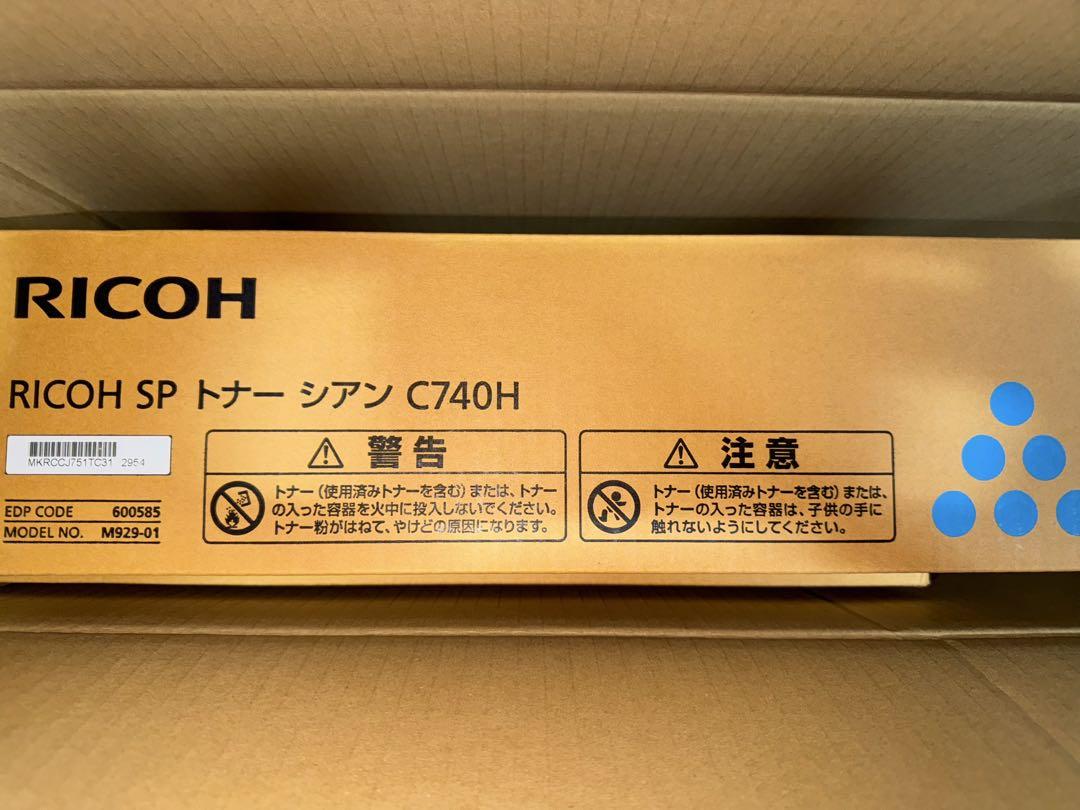 RICOH
RICOH SP トナー シアン C740H
MKRCCJ751TC31 2954
EDP CODE 600585
MODEL NO. M929-01
警告
トナー(使用済みトナーを含む)または、トナー
の入った容器を火中に投入しないでください。
トナー粉がはねて、やけどの原因になります。
注意
トナー(使用済みトナーを含む)または、
トナーの入った容器は、子供の手に
触れないようにしてください。